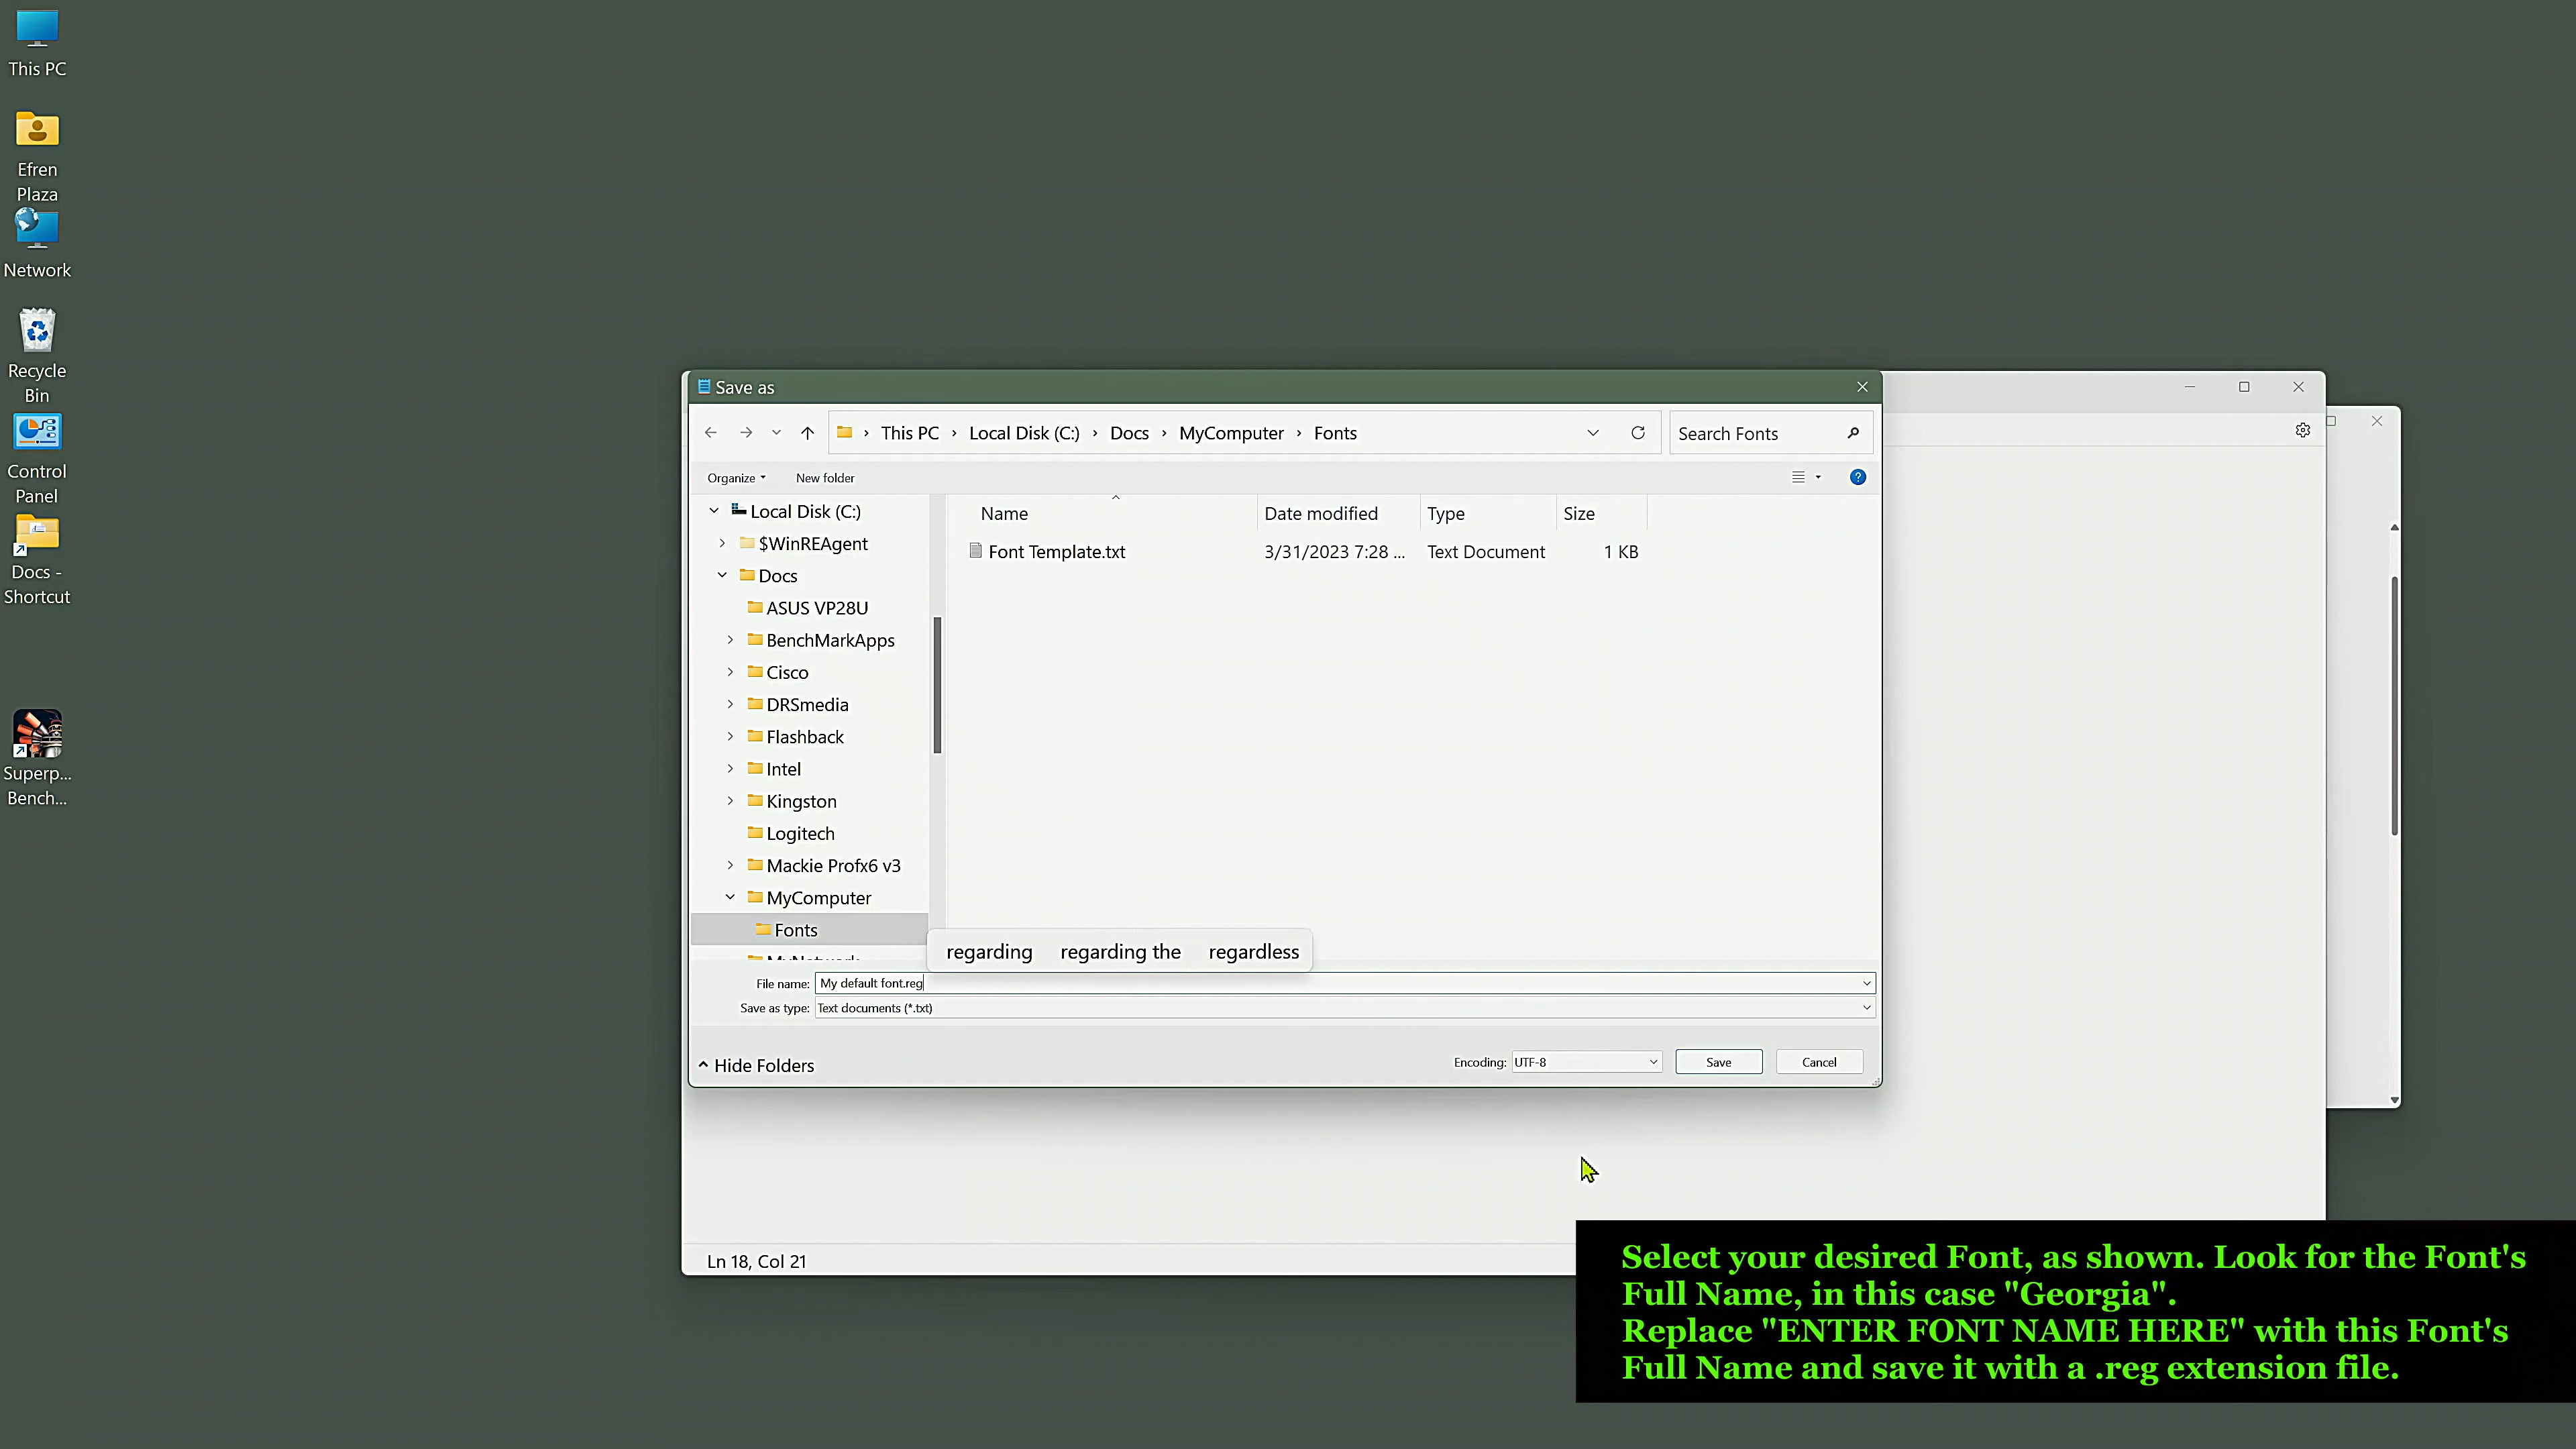 This PC
Efren
Plaza
Network
Recycle
Bin
Control
Panel
Docs -
Shortcut
Superp...
Bench...
Save as
This PC › Local Disk (C:) › Docs › MyComputer › Fonts
Search Fonts
Organize
New folder
Local Disk (C:)
$WinREAgent
Docs
ASUS VP28U
BenchMarkApps
Cisco
DRSmedia
Flashback
Intel
Kingston
Logitech
Mackie Profx6 v3
MyComputer
Fonts
MyNetwork
Name Date modified Type Size
Font Template.txt 3/31/2023 7:28 ... Text Document 1 KB
regarding regarding the regardless
File name: My default font.reg
Save as type: Text documents (*.txt)
Hide Folders
Encoding: UTF-8
Save
Cancel
Ln 18, Col 21
Select your desired Font, as shown. Look for the Font's
Full Name, in this case "Georgia".
Replace "ENTER FONT NAME HERE" with this Font's
Full Name and save it with a .reg extension file.